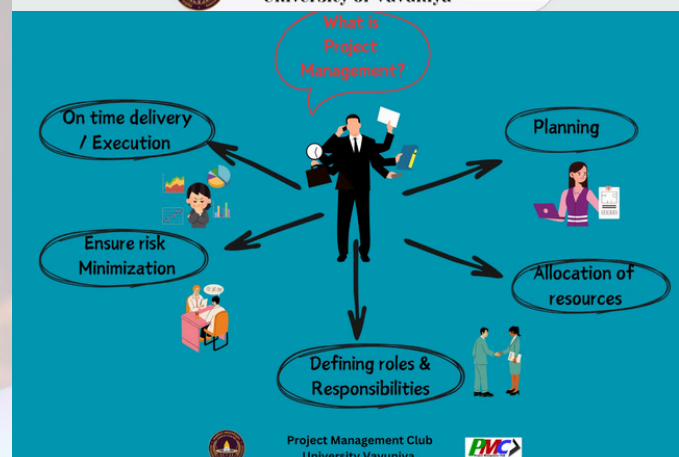 University of Vavuniya
What is
Project
Management?
On time delivery
/ Execution
Planning
Ensure risk
Minimization
Allocation of
resources
Defining roles &
Responsibilities
Project Management Club
University Vavuniya
PMC